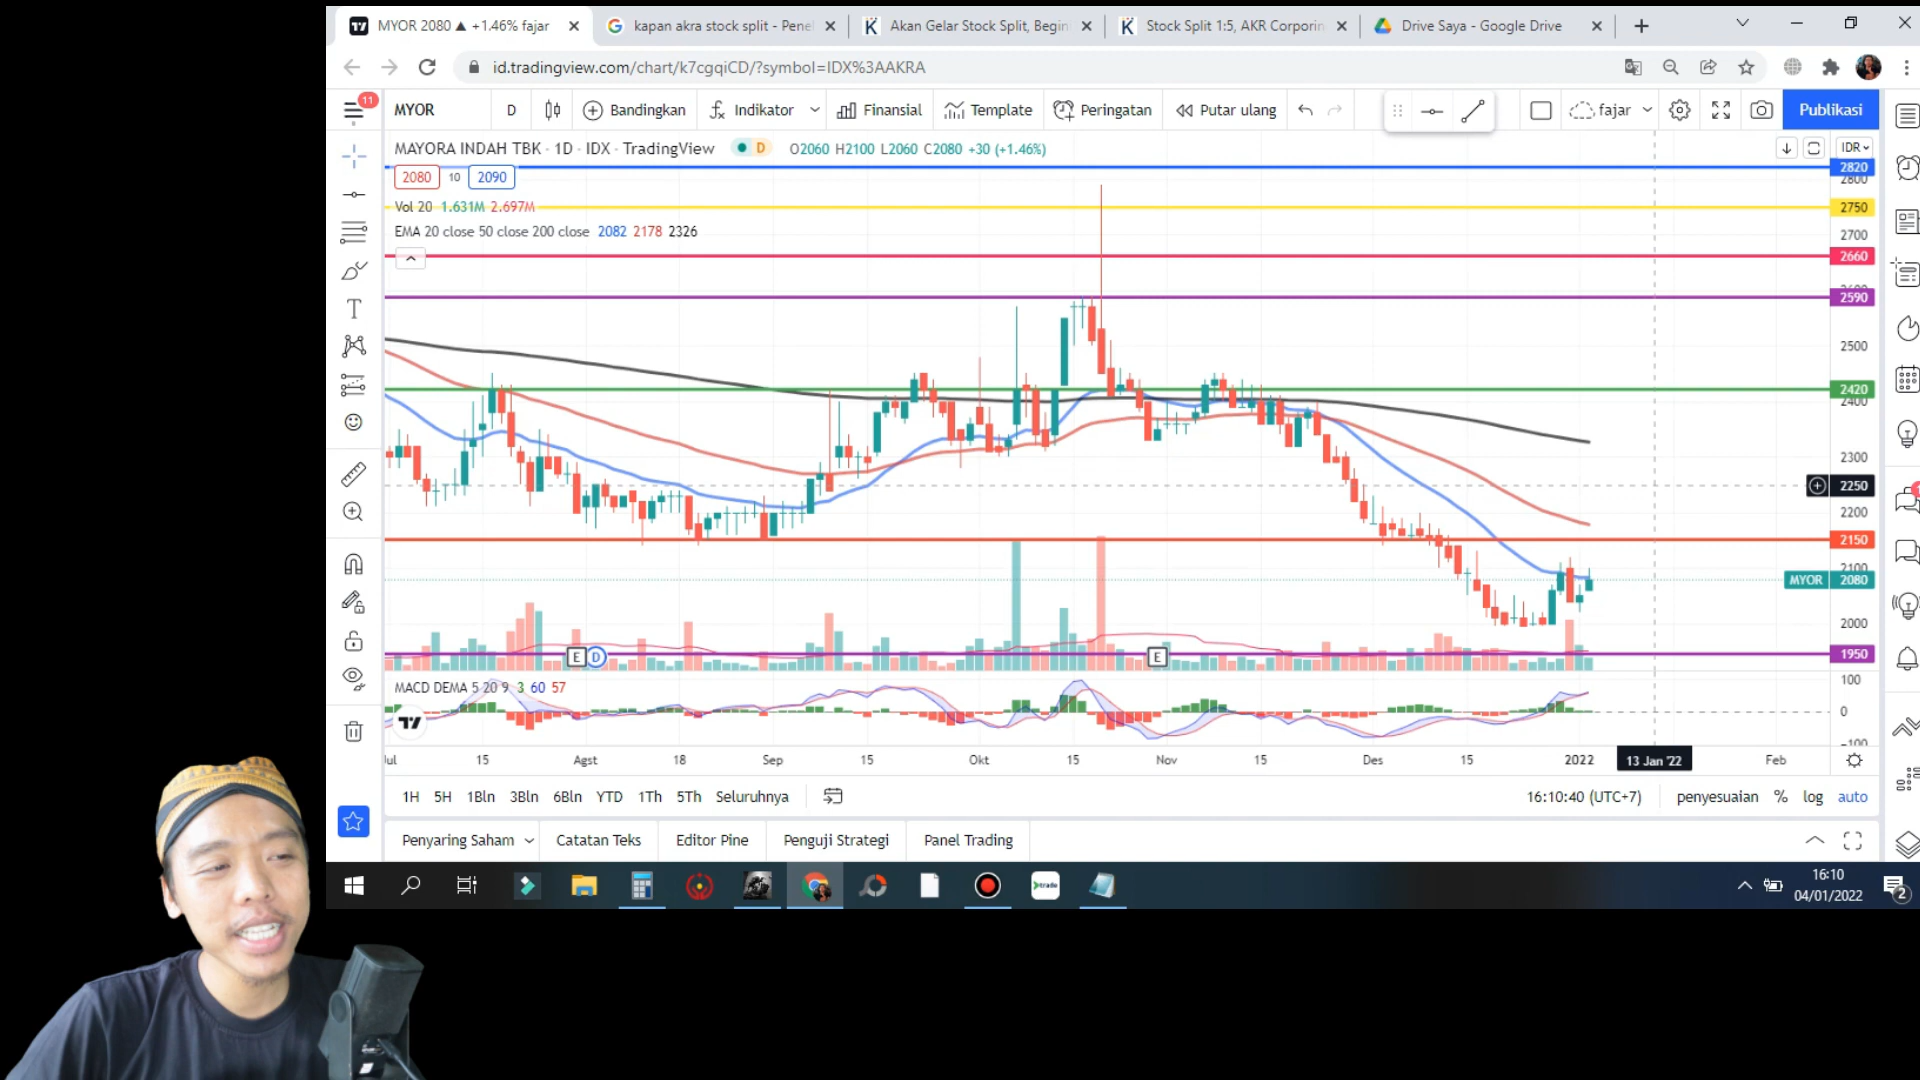 MYOR 2080 ▲ +1.46% fajar
kapan akra stock split - Pene
Akan Gelar Stock Split, Begin
Stock Split 1:5, AKR Corporin
Drive Saya - Google Drive
id.tradingview.com/chart/k7cgqiCD/?symbol=IDX%3AAKRA
11
MYOR
D
Bandingkan
Indikator
Finansial
Template
Peringatan
Putar ulang
fajar
Publikasi
MAYORA INDAH TBK · 1D · IDX · TradingView
D
O2060 H2100 L2060 C2080 +30 (+1.46%)
IDR
2080
10
2090
Vol 20 1.631M 2.697M
EMA 20 close 50 close 200 close 2082 2178 2326
2820
2800
2750
2700
2660
2590
2500
2420
2400
2300
2250
2200
2150
2100
MYOR 2080
2000
1950
E
D
E
MACD DEMA 5 20 9 3 60 57
100
0
-100
Jul
15
Agst
18
Sep
15
Okt
15
Nov
15
Des
15
2022
13 Jan '22
Feb
1H
5H
1Bln
3Bln
6Bln
YTD
1Th
5Th
Seluruhnya
16:10:40 (UTC+7)
penyesuaian
%
log
auto
Penyaring Saham
Catatan Teks
Editor Pine
Penguji Strategi
Panel Trading
trade
16:10
04/01/2022
2